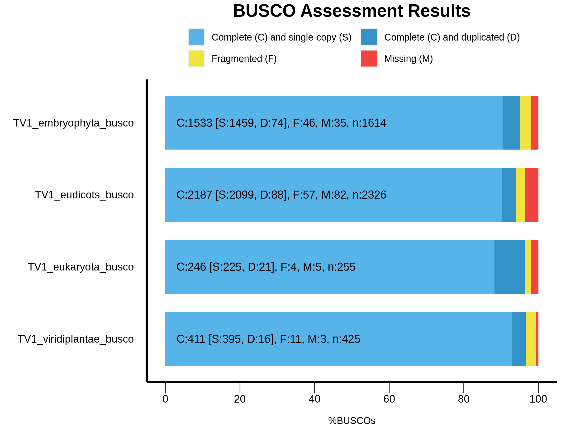 BUSCO Assessment Results
Complete (C) and single-copy (S)
Complete (C) and duplicated (D)
Fragmented (F)
Missing (M)
TV1_embryophyta_busco
C:1533 [S:1459, D:74], F:46, M:35, n:1614
TV1_eudicots_busco
C:2187 [S:2099, D:88], F:57, M:82, n:2326
TV1_eukaryota_busco
C:246 [S:225, D:21], F:4, M:5, n:255
TV1_viridiplantae_busco
C:411 [S:395, D:16], F:11, M:3, n:425
0 20 40 60 80 100
%BUSCOs